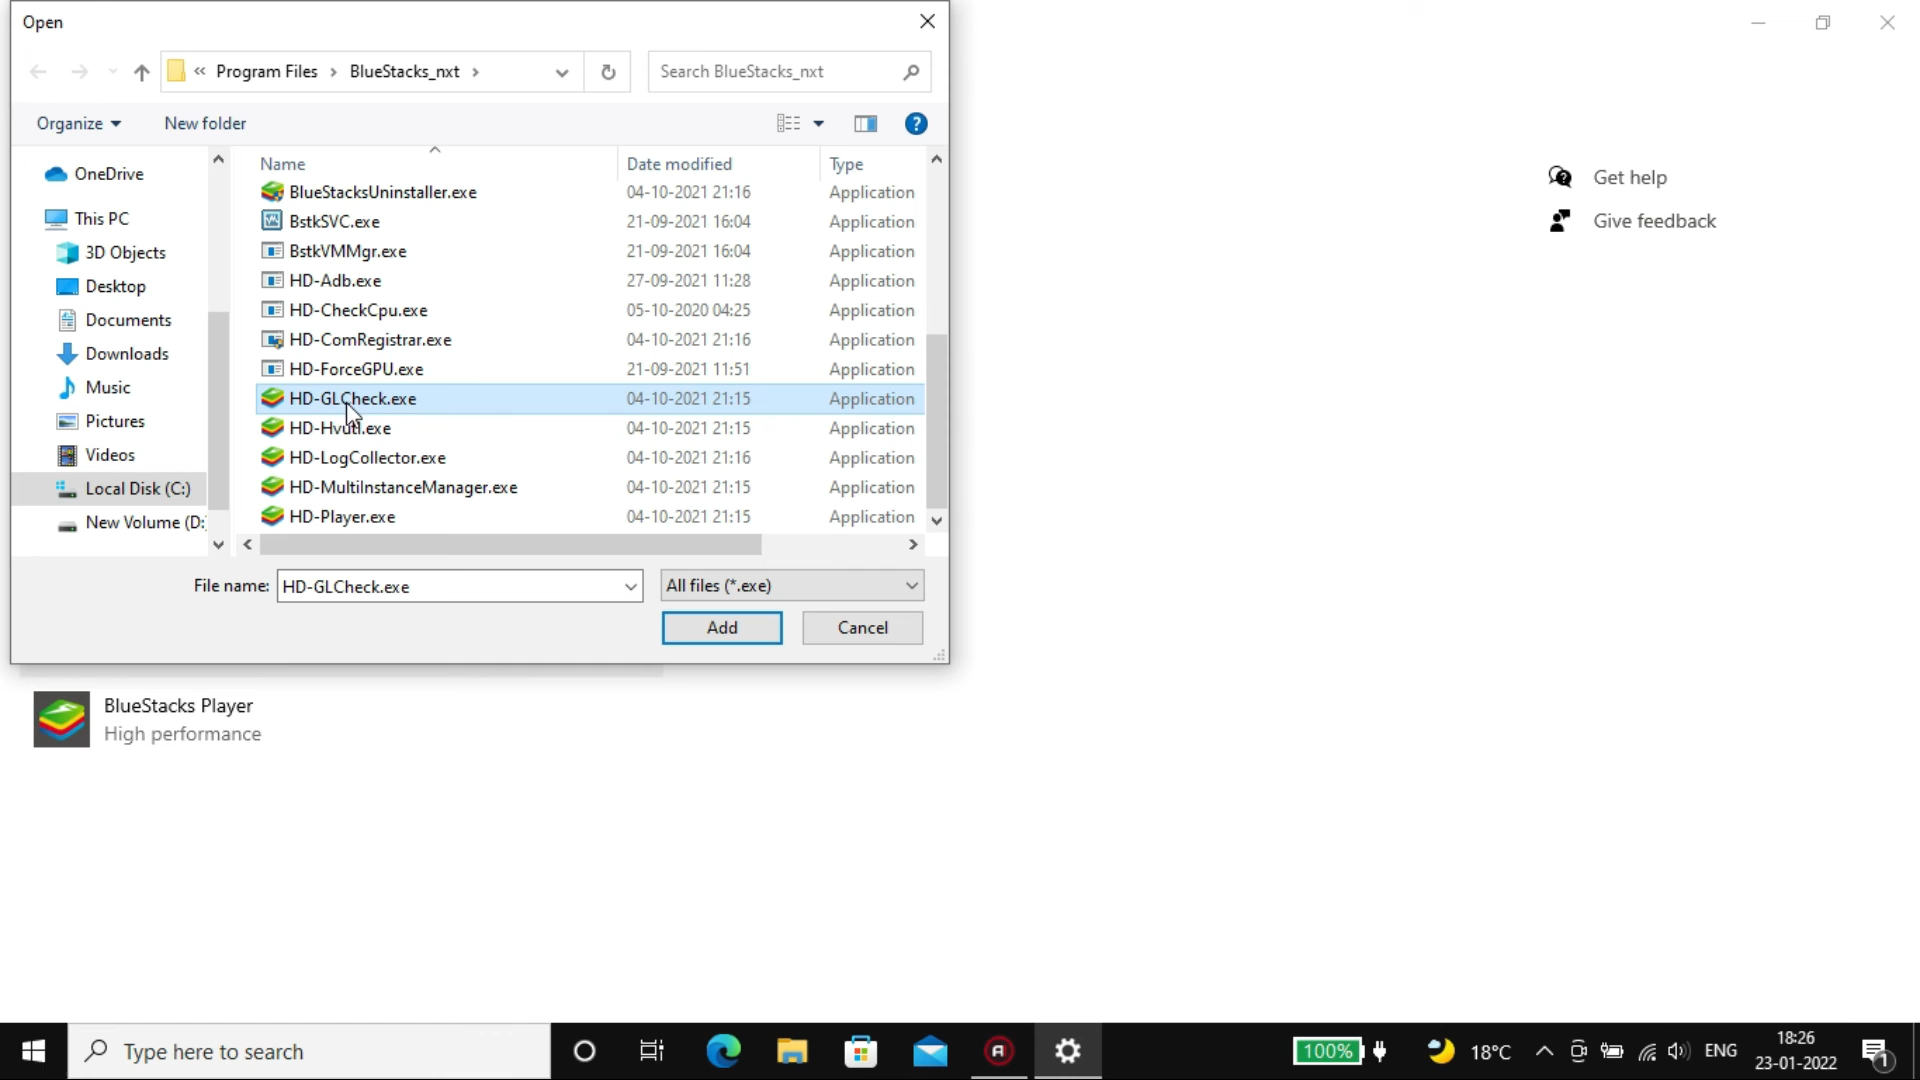 Open
Program Files
BlueStacks_nxt
Search BlueStacks_nxt
Organize
New folder
Name
Date modified
Type
OneDrive
This PC
3D Objects
Desktop
Documents
Downloads
Music
Pictures
Videos
Local Disk (C:)
New Volume (D:
BlueStacksUninstaller.exe 04-10-2021 21:16 Application
BstkSVC.exe 21-09-2021 16:04 Application
BstkVMMgr.exe 21-09-2021 16:04 Application
HD-Adb.exe 27-09-2021 11:28 Application
HD-CheckCpu.exe 05-10-2020 04:25 Application
HD-ComRegistrar.exe 04-10-2021 21:16 Application
HD-ForceGPU.exe 21-09-2021 11:51 Application
HD-GLCheck.exe 04-10-2021 21:15 Application
HD-Hvutl.exe 04-10-2021 21:15 Application
HD-LogCollector.exe 04-10-2021 21:16 Application
HD-MultiInstanceManager.exe 04-10-2021 21:15 Application
HD-Player.exe 04-10-2021 21:15 Application
File name: HD-GLCheck.exe
All files (*.exe)
Add
Cancel
Get help
Give feedback
BlueStacks Player
High performance
Type here to search
100%
18°C
ENG
18:26
23-01-2022
1